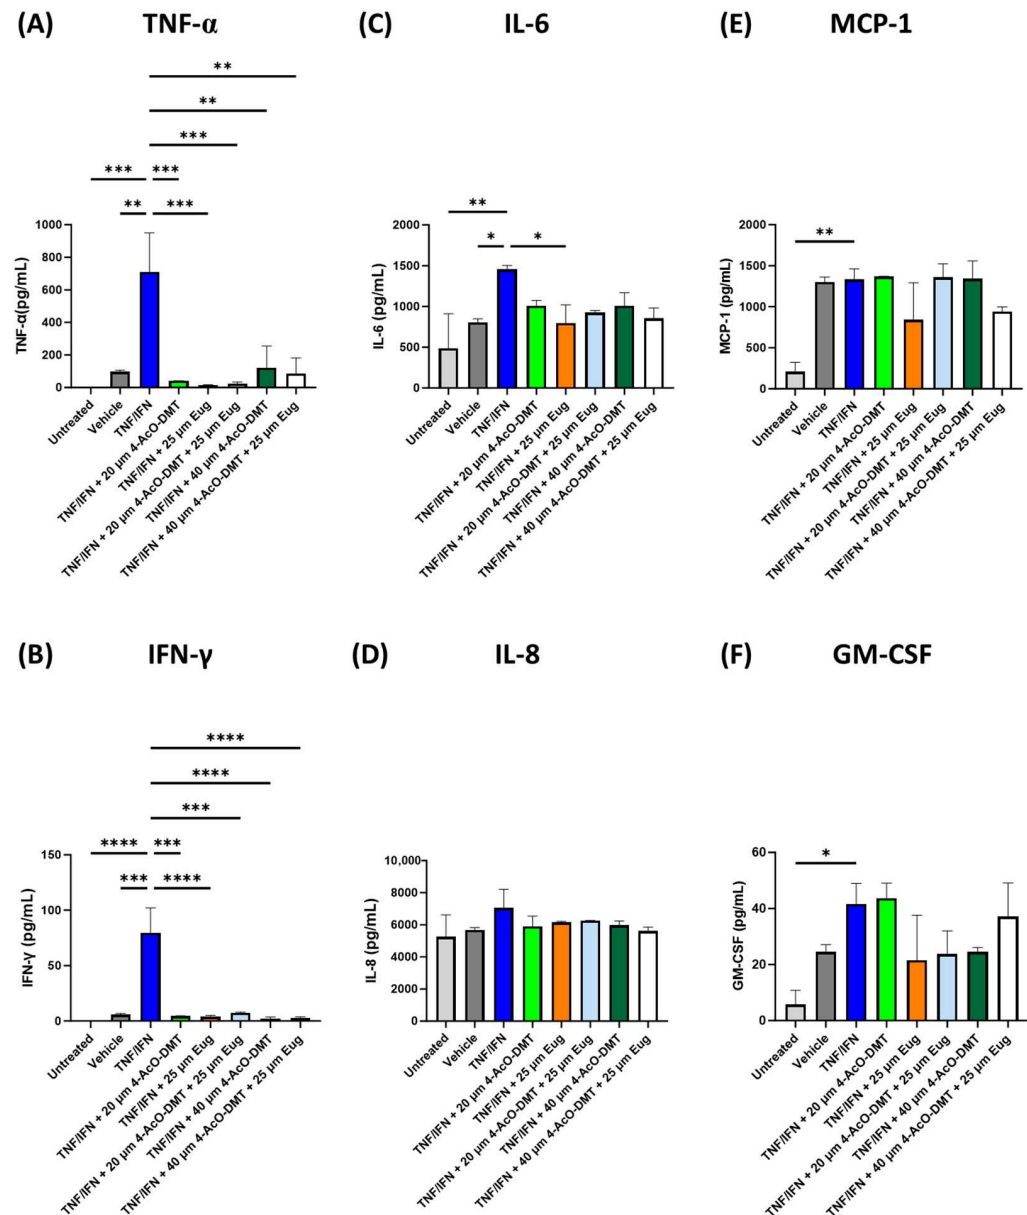 (A) TNF-α
**
**
***
*** ***
** ***
1000
800
600
400
200
0
TNF-α(pg/mL)
Untreated
Vehicle
TNF/IFN
TNF/IFN + 20 μm 4-AcO-DMT
TNF/IFN + 25 μm Eug
TNF/IFN + 20 μm 4-AcO-DMT + 25 μm Eug
TNF/IFN + 40 μm 4-AcO-DMT
TNF/IFN + 40 μm 4-AcO-DMT + 25 μm Eug
(C) IL-6
**
* *
2000
1500
1000
500
0
IL-6 (pg/mL)
Untreated
Vehicle
TNF/IFN
TNF/IFN + 20 μm 4-AcO-DMT
TNF/IFN + 25 μm Eug
TNF/IFN + 20 μm 4-AcO-DMT + 25 μm Eug
TNF/IFN + 40 μm 4-AcO-DMT
TNF/IFN + 40 μm 4-AcO-DMT + 25 μm Eug
(E) MCP-1
**
2000
1500
1000
500
0
MCP-1 (pg/mL)
Untreated
Vehicle
TNF/IFN
TNF/IFN + 20 μm 4-AcO-DMT
TNF/IFN + 25 μm Eug
TNF/IFN + 20 μm 4-AcO-DMT + 25 μm Eug
TNF/IFN + 40 μm 4-AcO-DMT
TNF/IFN + 40 μm 4-AcO-DMT + 25 μm Eug
(B) IFN-γ
****
****
***
**** ***
*** ****
150
100
50
0
IFN-γ (pg/mL)
Untreated
Vehicle
TNF/IFN
TNF/IFN + 20 μm 4-AcO-DMT
TNF/IFN + 25 μm Eug
TNF/IFN + 20 μm 4-AcO-DMT + 25 μm Eug
TNF/IFN + 40 μm 4-AcO-DMT
TNF/IFN + 40 μm 4-AcO-DMT + 25 μm Eug
(D) IL-8
10,000
8000
6000
4000
2000
0
IL-8 (pg/mL)
Untreated
Vehicle
TNF/IFN
TNF/IFN + 20 μm 4-AcO-DMT
TNF/IFN + 25 μm Eug
TNF/IFN + 20 μm 4-AcO-DMT + 25 μm Eug
TNF/IFN + 40 μm 4-AcO-DMT
TNF/IFN + 40 μm 4-AcO-DMT + 25 μm Eug
(F) GM-CSF
*
60
40
20
0
GM-CSF (pg/mL)
Untreated
Vehicle
TNF/IFN
TNF/IFN + 20 μm 4-AcO-DMT
TNF/IFN + 25 μm Eug
TNF/IFN + 20 μm 4-AcO-DMT + 25 μm Eug
TNF/IFN + 40 μm 4-AcO-DMT
TNF/IFN + 40 μm 4-AcO-DMT + 25 μm Eug